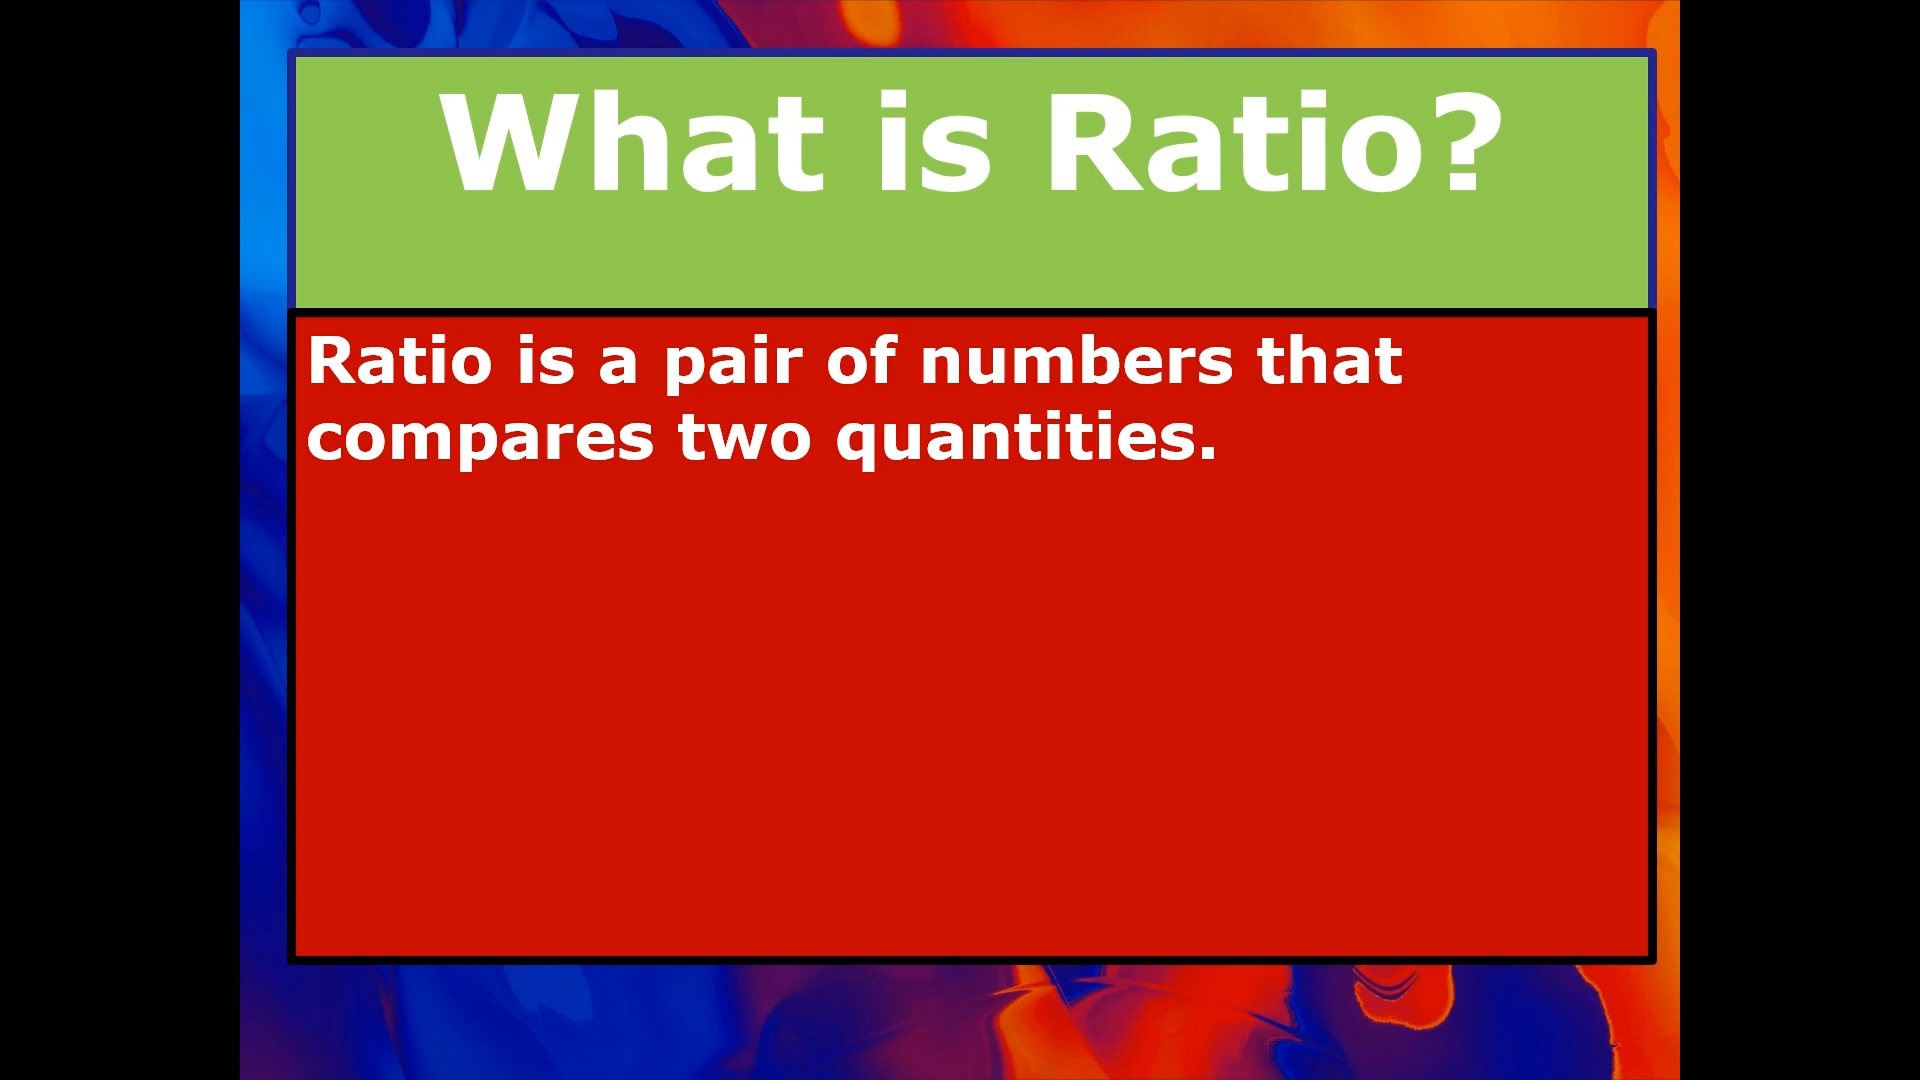 What is Ratio?
Ratio is a pair of numbers that
compares two quantities.